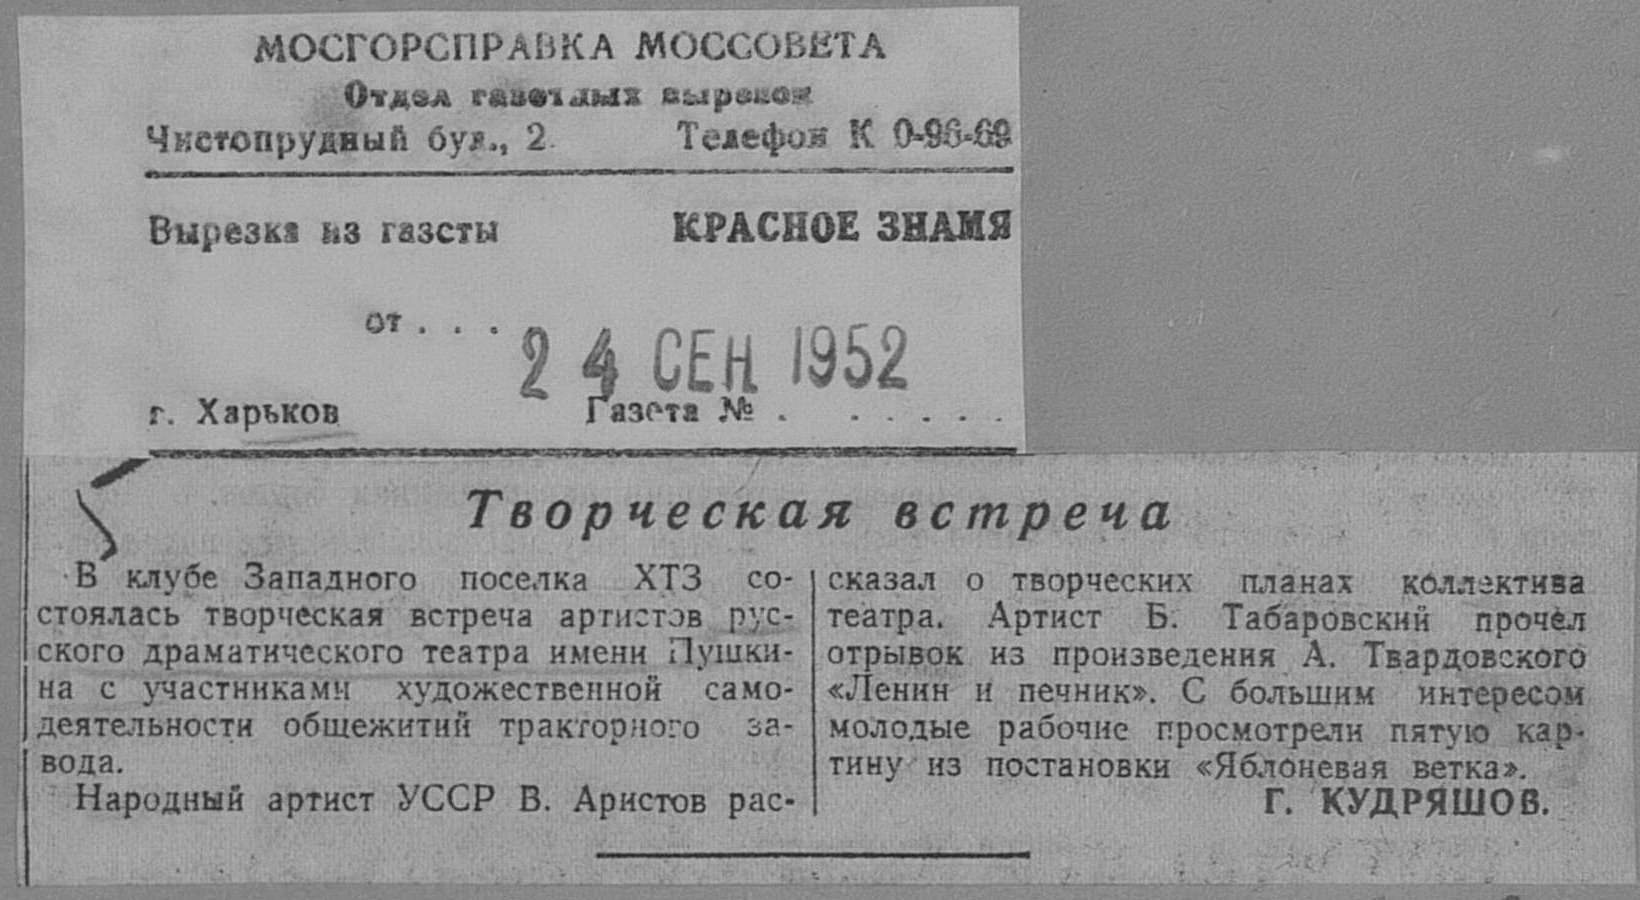 МОСГОРСПРАВКА МОССОВЕТА
Отдел газетных вырезок
Чистопрудный бул., 2. Телефон К 0-96-69
Вырезка из газеты КРАСНОЕ ЗНАМЯ
от . . .
24 СЕН 1952
г. Харьков Газета № . . . . . .
Творческая встреча
В клубе Западного поселка ХТЗ со-
стоялась творческая встреча артистов рус-
ского драматического театра имени Пушки-
на с участниками художественной само-
деятельности общежитий тракторного за-
вода.
Народный артист УССР В. Аристов рас-
сказал о творческих планах коллектива
театра. Артист Б. Табаровский прочёл
отрывок из произведения А. Твардовского
«Ленин и печник». С большим интересом
молодые рабочие просмотрели пятую кар-
тину из постановки «Яблоневая ветка».
Г. КУДРЯШОВ.